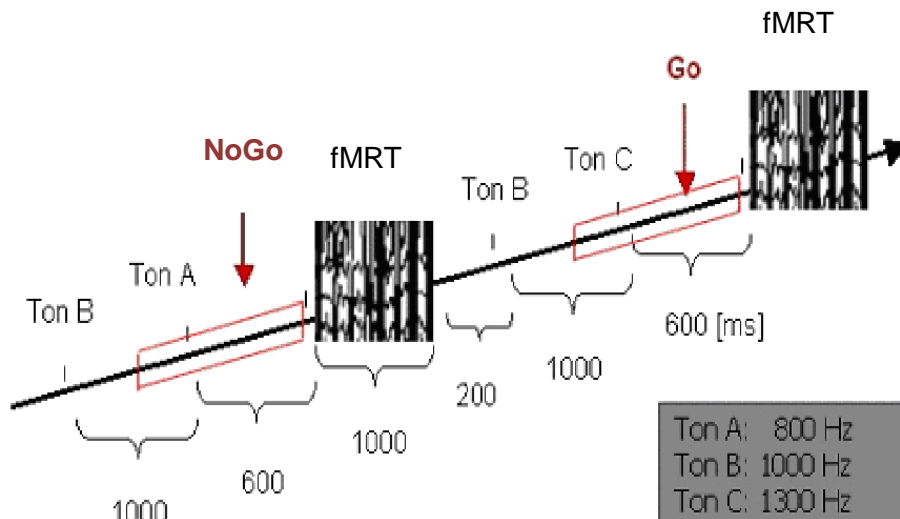 fMRT
Go
NoGo
fMRT
Ton B
Ton C
Ton B
Ton A
600 [ms]
1000
200
1000
600
1000
Ton A: 800 Hz
Ton B: 1000 Hz
Ton C: 1300 Hz